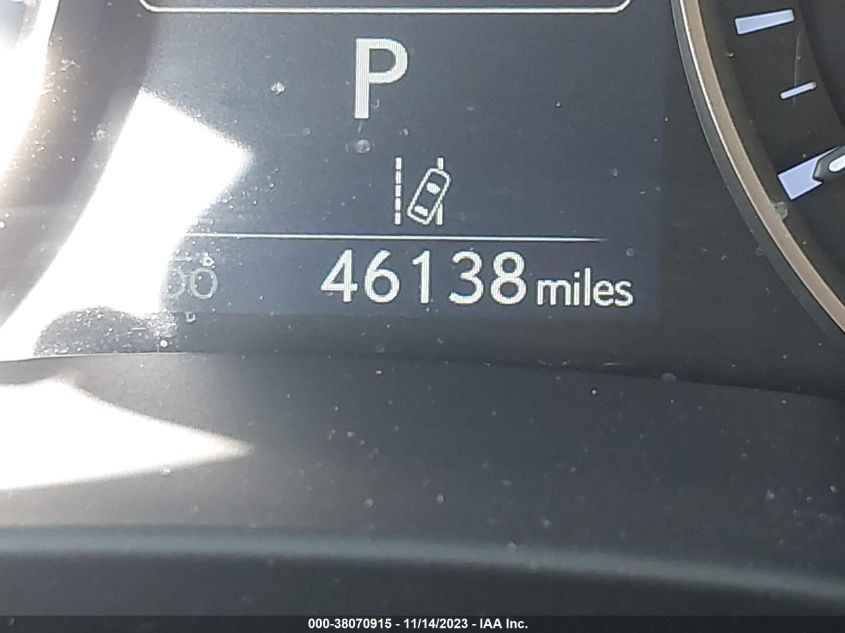 P
46138 miles
000-38070915 - 11/14/2023 - IAA Inc.